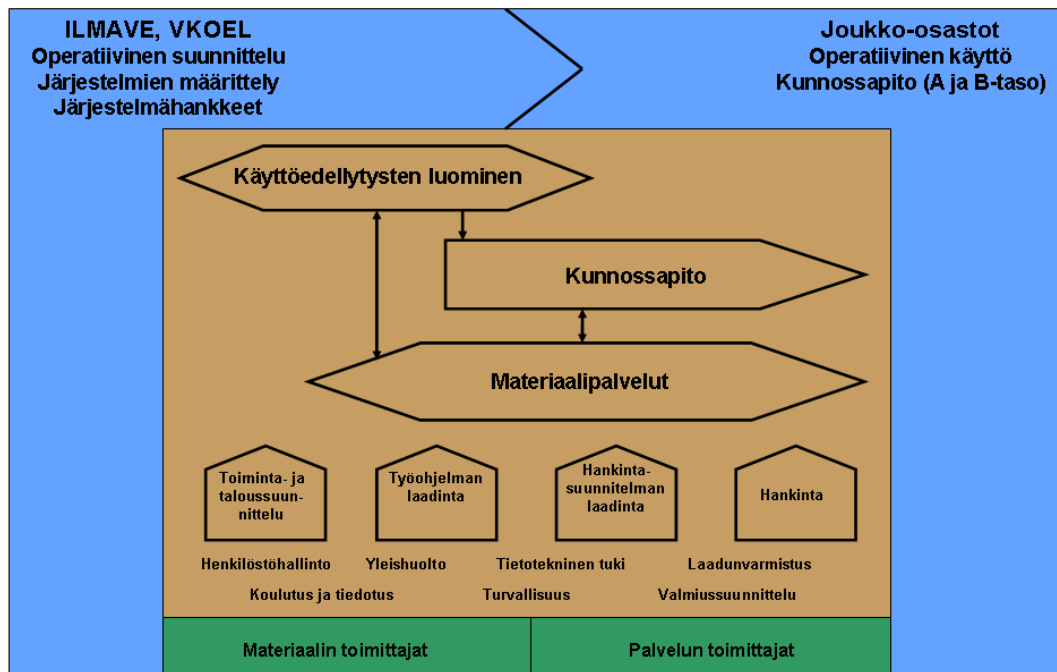 ILMAVE, VKOEL
Operatiivinen suunnittelu
Järjestelmien määrittely
Järjestelmähankkeet
Joukko-osastot
Operatiivinen käyttö
Kunnossapito (A ja B-taso)
Käyttöedellytysten luominen
Kunnossapito
Materiaalipalvelut
Toiminta- ja
taloussuun-
nittelu
Työohjelman
laadinta
Hankinta-
suunnitelman
laadinta
Hankinta
Henkilöstöhallinto
Yleishuolto
Tietotekninen tuki
Laadunvarmistus
Koulutus ja tiedotus
Turvallisuus
Valmiussuunnittelu
Materiaalin toimittajat
Palvelun toimittajat